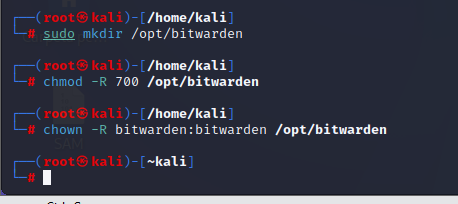 ┌──(root㉿kali)-[/home/kali]
└─# sudo mkdir /opt/bitwarden
┌──(root㉿kali)-[/home/kali]
└─# chmod -R 700 /opt/bitwarden
┌──(root㉿kali)-[/home/kali]
└─# chown -R bitwarden:bitwarden /opt/bitwarden
SAM
┌──(root㉿kali)-[~kali]
└─#